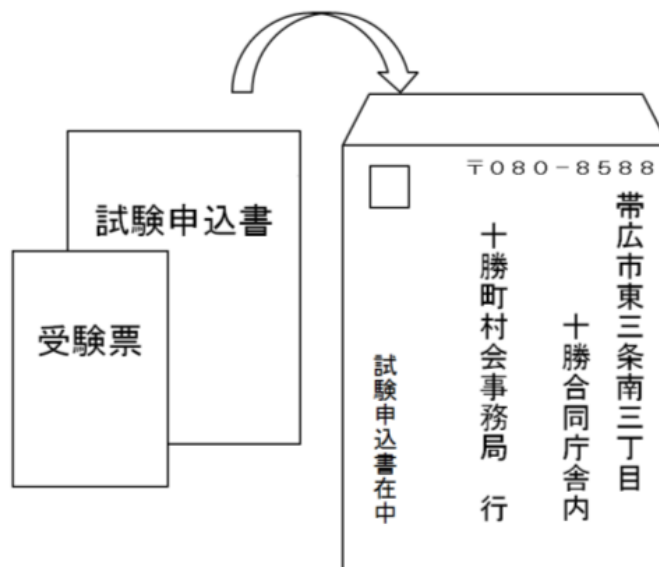 試験申込書
受験票
〒080-8588
帯広市東三条南三丁目
十勝合同庁舎内
十勝町村会事務局　行
試験申込書在中